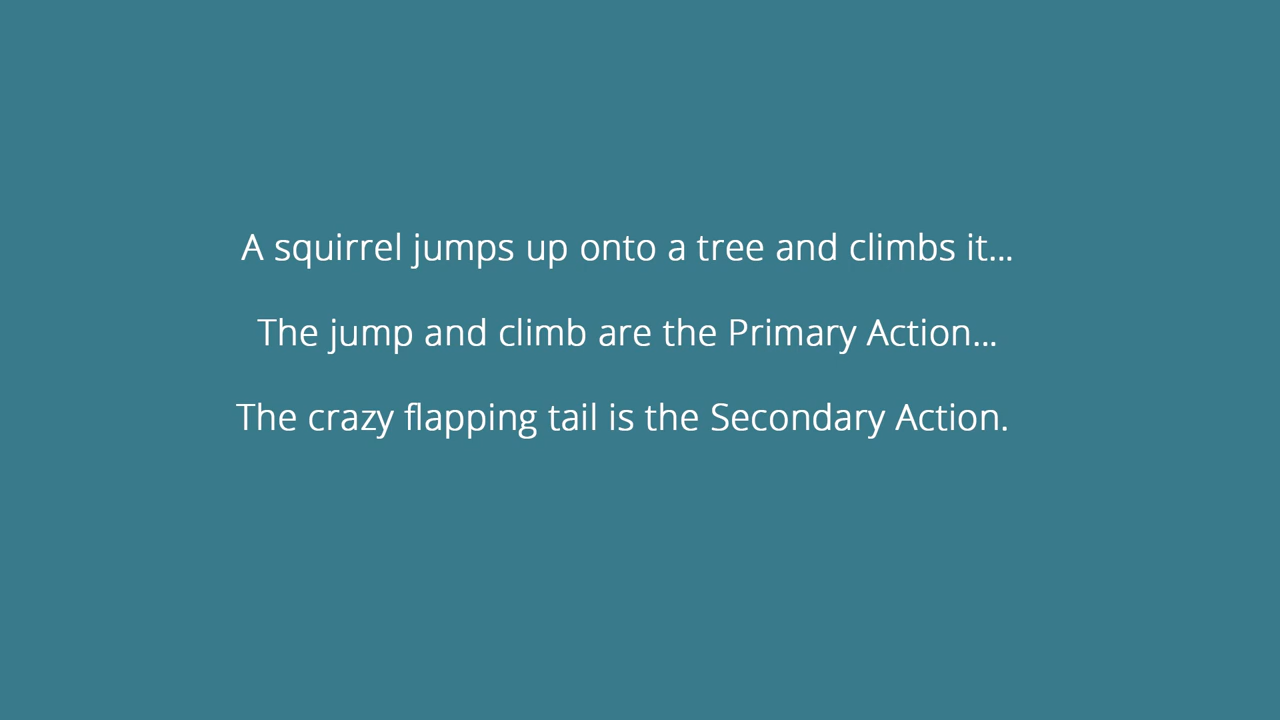 A squirrel jumps up onto a tree and climbs it...
The jump and climb are the Primary Action...
The crazy flapping tail is the Secondary Action.